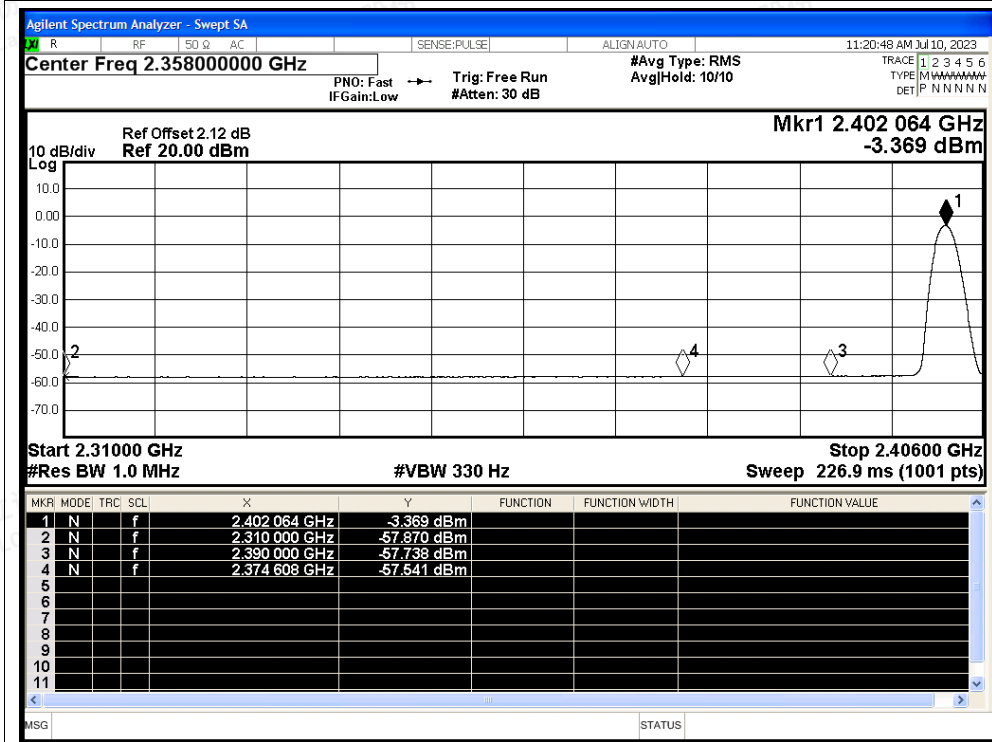 Agilent Spectrum Analyzer - Swept SA
LXI R RF 50 Ω AC SENSE:PULSE ALIGN AUTO 11:20:48 AM Jul 10, 2023
Center Freq 2.358000000 GHz
PNO: Fast
IFGain:Low
Trig: Free Run
#Atten: 30 dB
#Avg Type: RMS
Avg|Hold: 10/10
TRACE 1 2 3 4 5 6
TYPE M WWWWW
DET P N N N N N
Ref Offset 2.12 dB
10 dB/div Ref 20.00 dBm
Log
Mkr1 2.402 064 GHz
-3.369 dBm
10.0
0.00
-10.0
-20.0
-30.0
-40.0
-50.0
-60.0
-70.0
1
2
4
3
Start 2.31000 GHz Stop 2.40600 GHz
#Res BW 1.0 MHz #VBW 330 Hz Sweep 226.9 ms (1001 pts)
MKR MODE TRC SCL X Y FUNCTION FUNCTION WIDTH FUNCTION VALUE
1 N f 2.402 064 GHz -3.369 dBm
2 N f 2.310 000 GHz -57.870 dBm
3 N f 2.390 000 GHz -57.738 dBm
4 N f 2.374 608 GHz -57.541 dBm
5
6
7
8
9
10
11
MSG STATUS